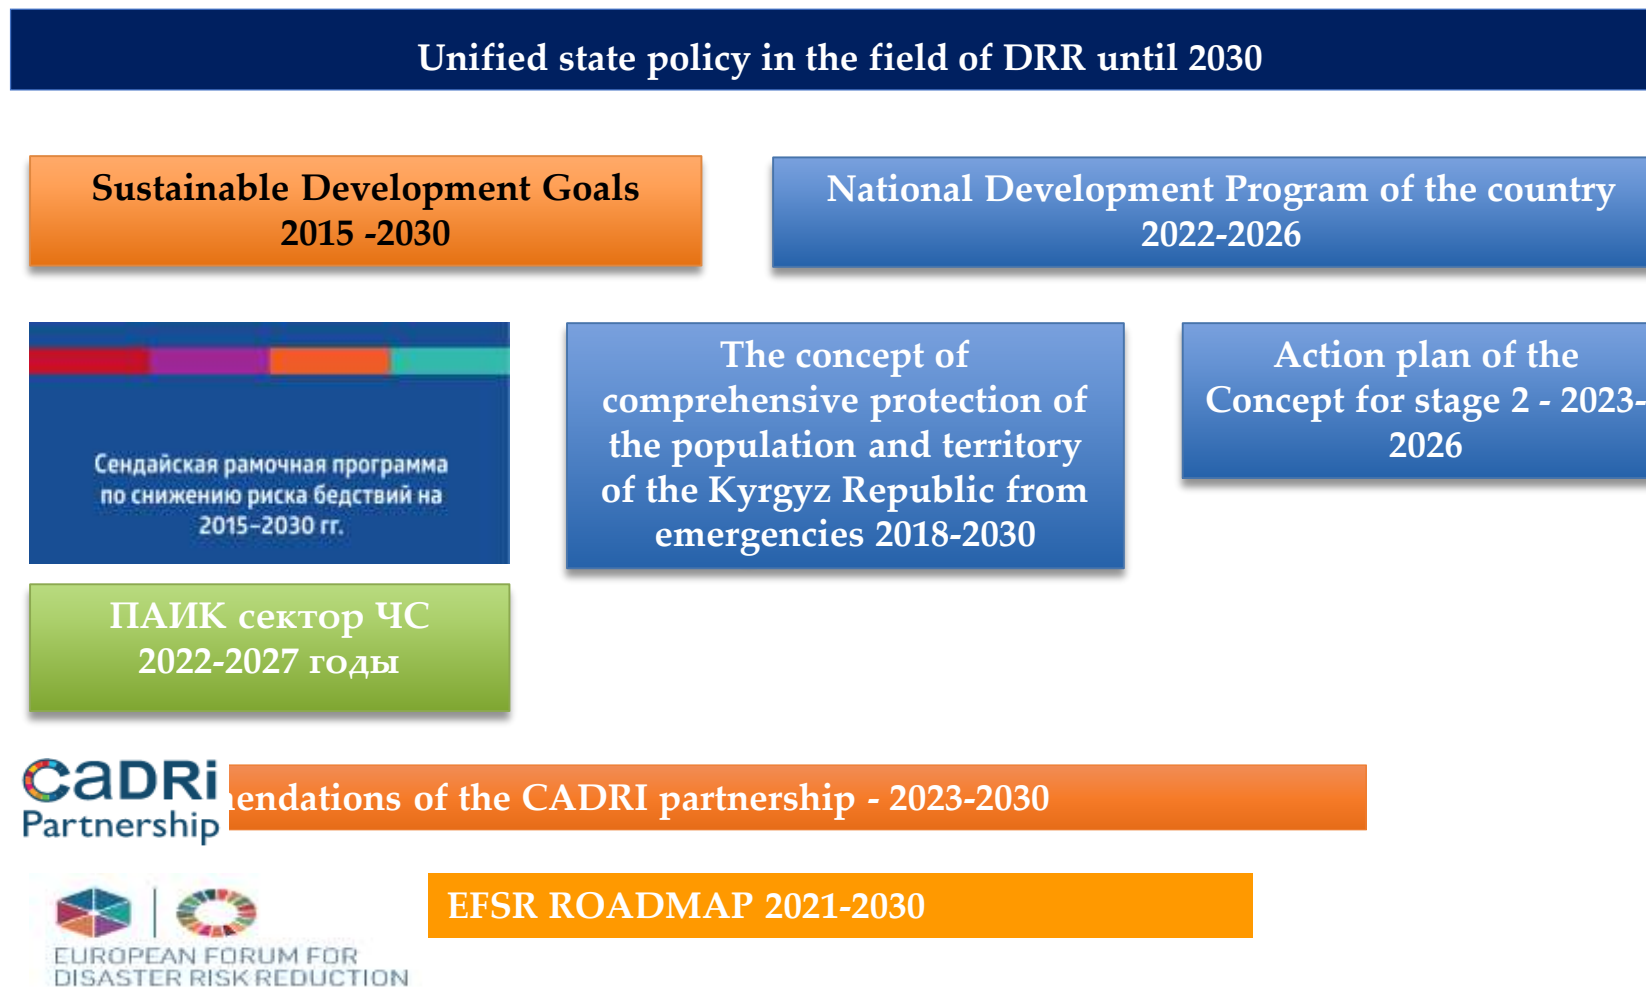 Unified state policy in the field of DRR until 2030
Sustainable Development Goals
2015 -2030
National Development Program of the country
2022-2026
Сендайская рамочная программа
по снижению риска бедствий на
2015–2030 гг.
The concept of
comprehensive protection of
the population and territory
of the Kyrgyz Republic from
emergencies 2018-2030
Action plan of the
Concept for stage 2 - 2023-
2026
ПАИК сектор ЧС
2022-2027 годы
CADRi
Partnership
endations of the CADRI partnership - 2023-2030
EFSR ROADMAP 2021-2030
EUROPEAN FORUM FOR
DISASTER RISK REDUCTION